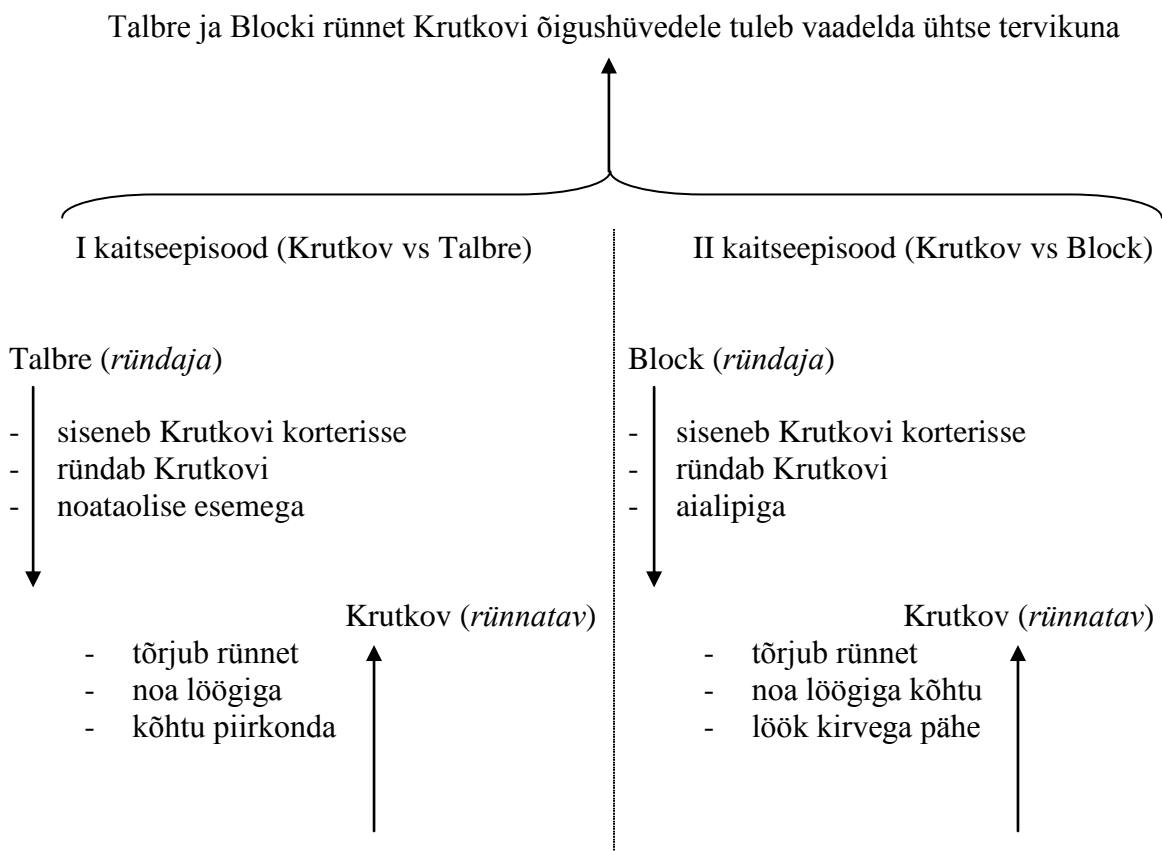 Talbre ja Blocki rünnet Krutkovi õigushüvedele tuleb vaadelda ühtse tervikuna
I kaitseepisood (Krutkov vs Talbre)
Talbre (ründaja)
- siseneb Krutkovi korterisse
- ründab Krutkovi
- noataolise esemega
Krutkov (rünnatav)
- tõrjub rünnet
- noa löögiga
- kõhtu piirkonda
II kaitseepisood (Krutkov vs Block)
Block (ründaja)
- siseneb Krutkovi korterisse
- ründab Krutkovi
- aialipiga
Krutkov (rünnatav)
- tõrjub rünnet
- noa löögiga kõhtu
- löök kirvega pähe